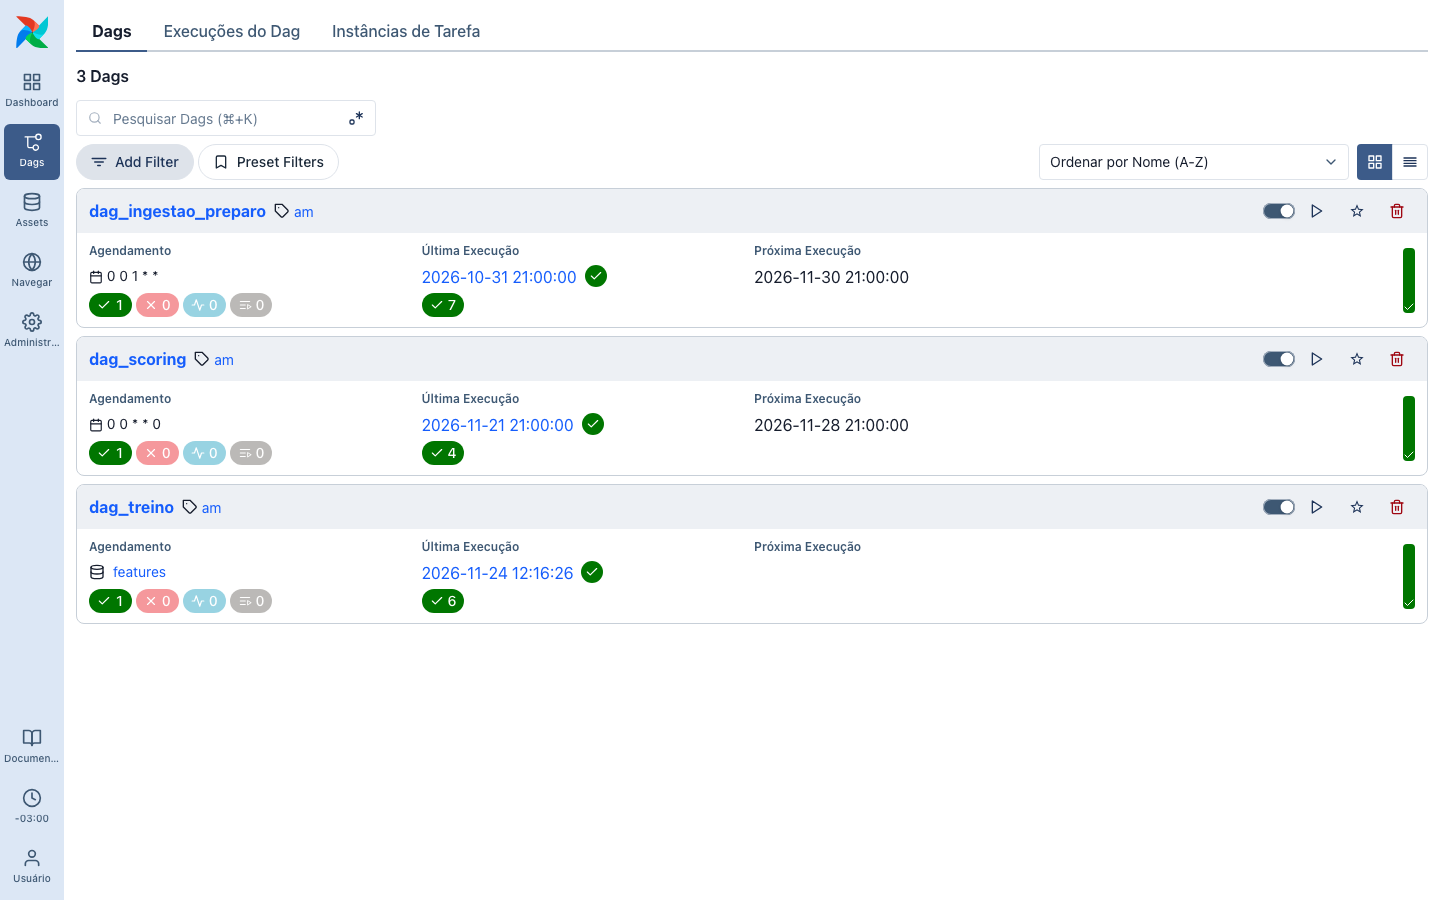 Dags Execuções do Dag Instâncias de Tarefa
3 Dags
Pesquisar Dags (⌘+K) .*
Add Filter Preset Filters Ordenar por Nome (A-Z)
dag_ingestao_preparo am
Agendamento Última Execução Próxima Execução
0 0 1 * * 2026-10-31 21:00:00 2026-11-30 21:00:00
1 0 0 0 7
dag_scoring am
Agendamento Última Execução Próxima Execução
0 0 * * 0 2026-11-21 21:00:00 2026-11-28 21:00:00
1 0 0 0 4
dag_treino am
Agendamento Última Execução Próxima Execução
features 2026-11-24 12:16:26
1 0 0 0 6
Dashboard
Dags
Assets
Navegar
Administr...
Documen...
-03:00
Usuário